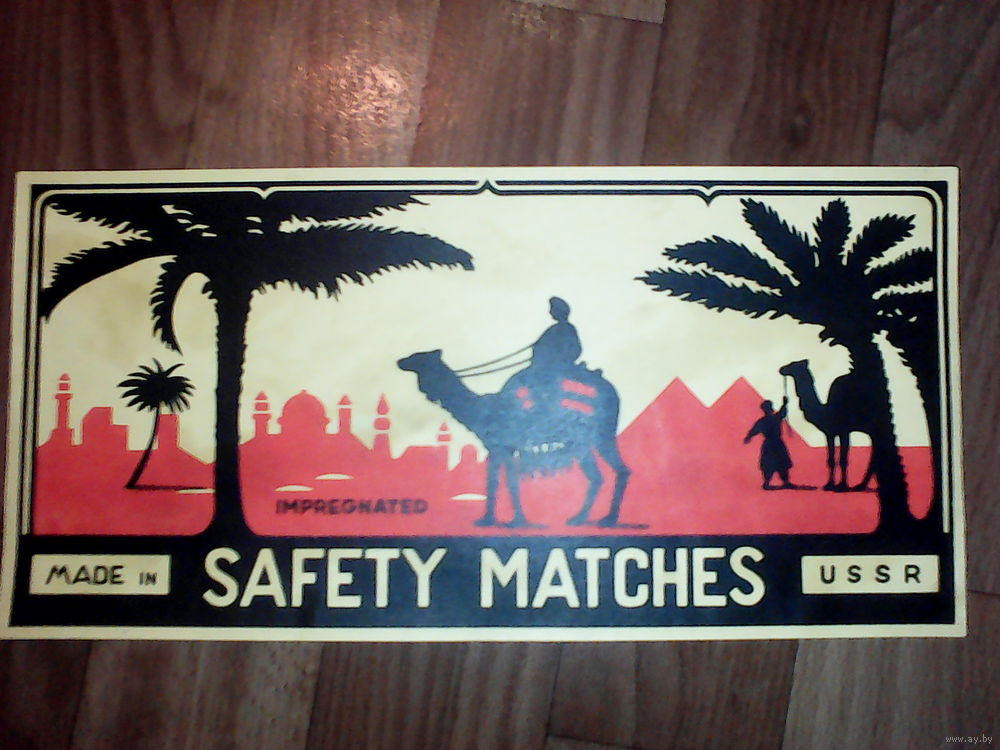 IMPREGNATED
MADE IN
SAFETY MATCHES
USSR
www.ay.by